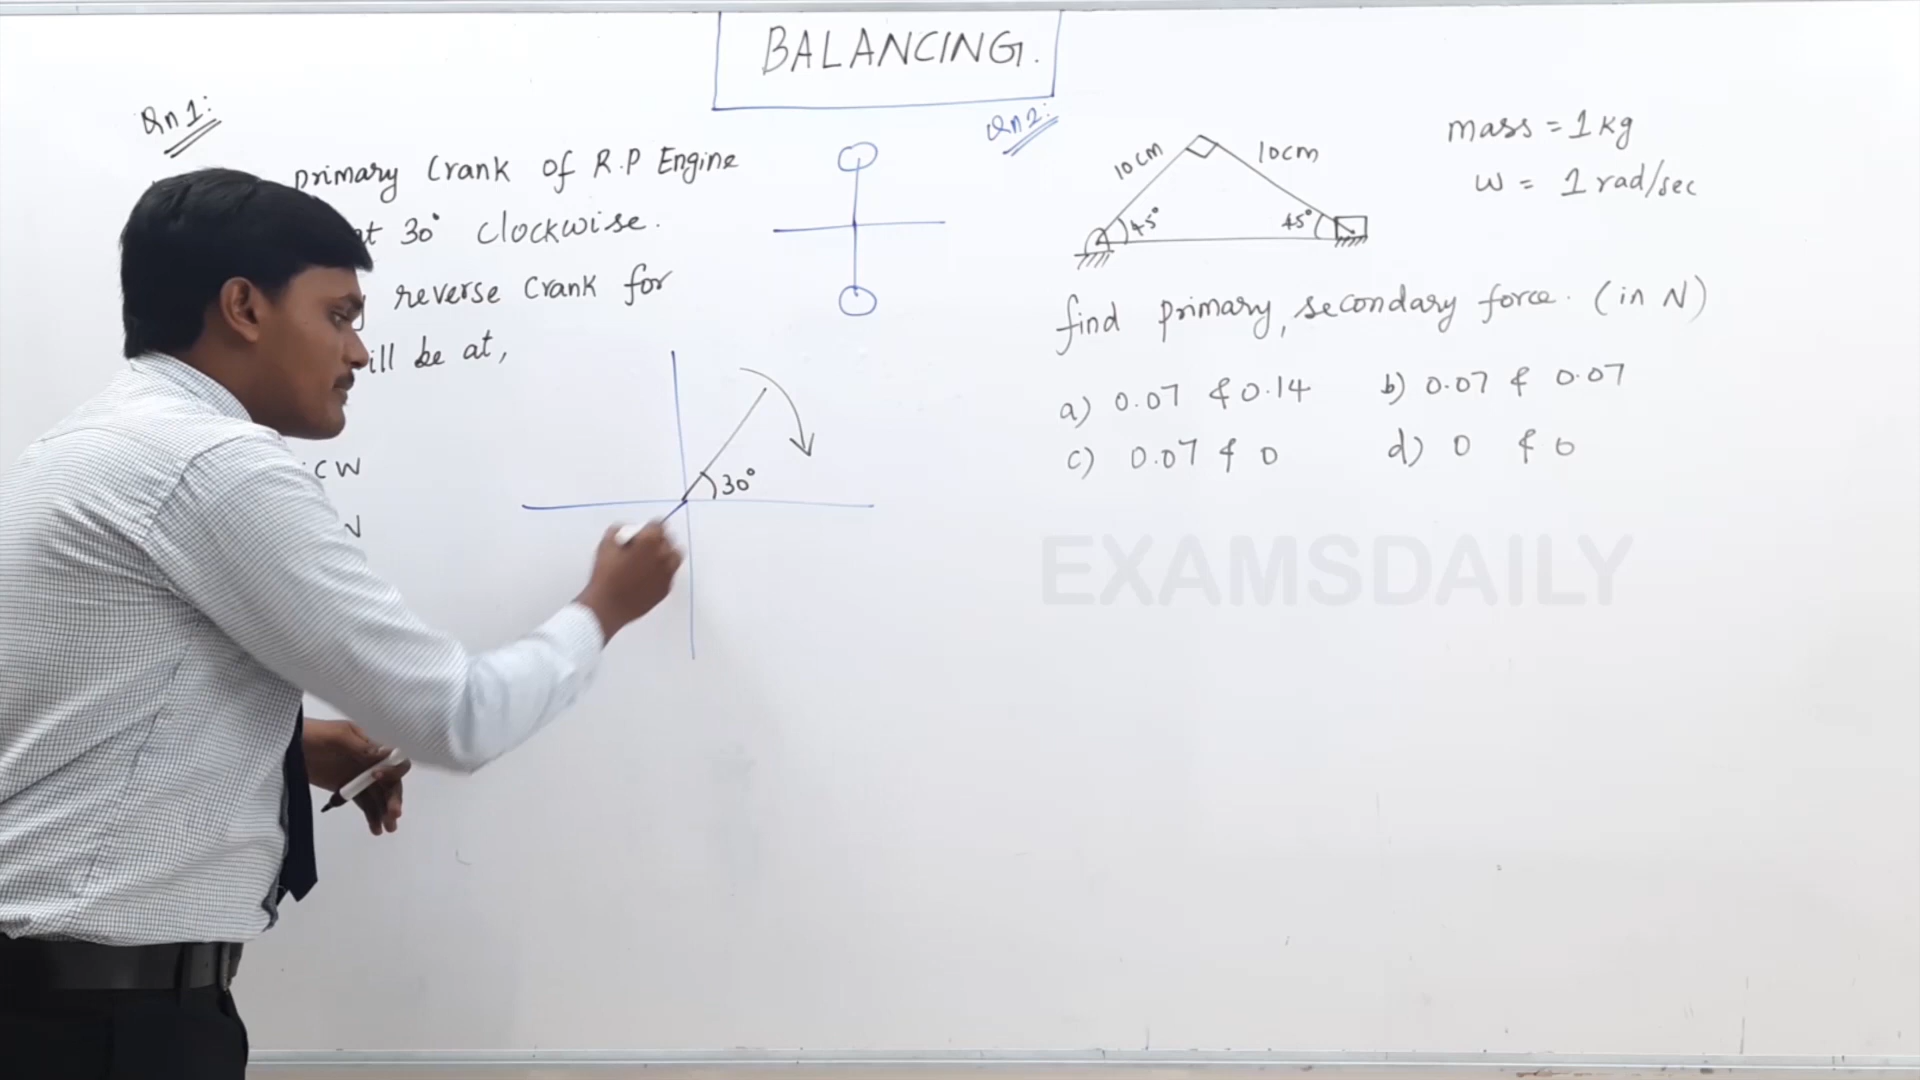 BALANCING.
Qn 1:
primary Crank of R.P Engine
at 30° clockwise.
reverse crank for
ill be at,
CW
30°
Qn 2:
10cm
10cm
45°
45°
mass = 1 kg
ω = 1 rad/sec
find primary, secondary force. (in N)
a) 0.07 & 0.14 b) 0.07 & 0.07
c) 0.07 & 0 d) 0 & 0
EXAMSDAILY